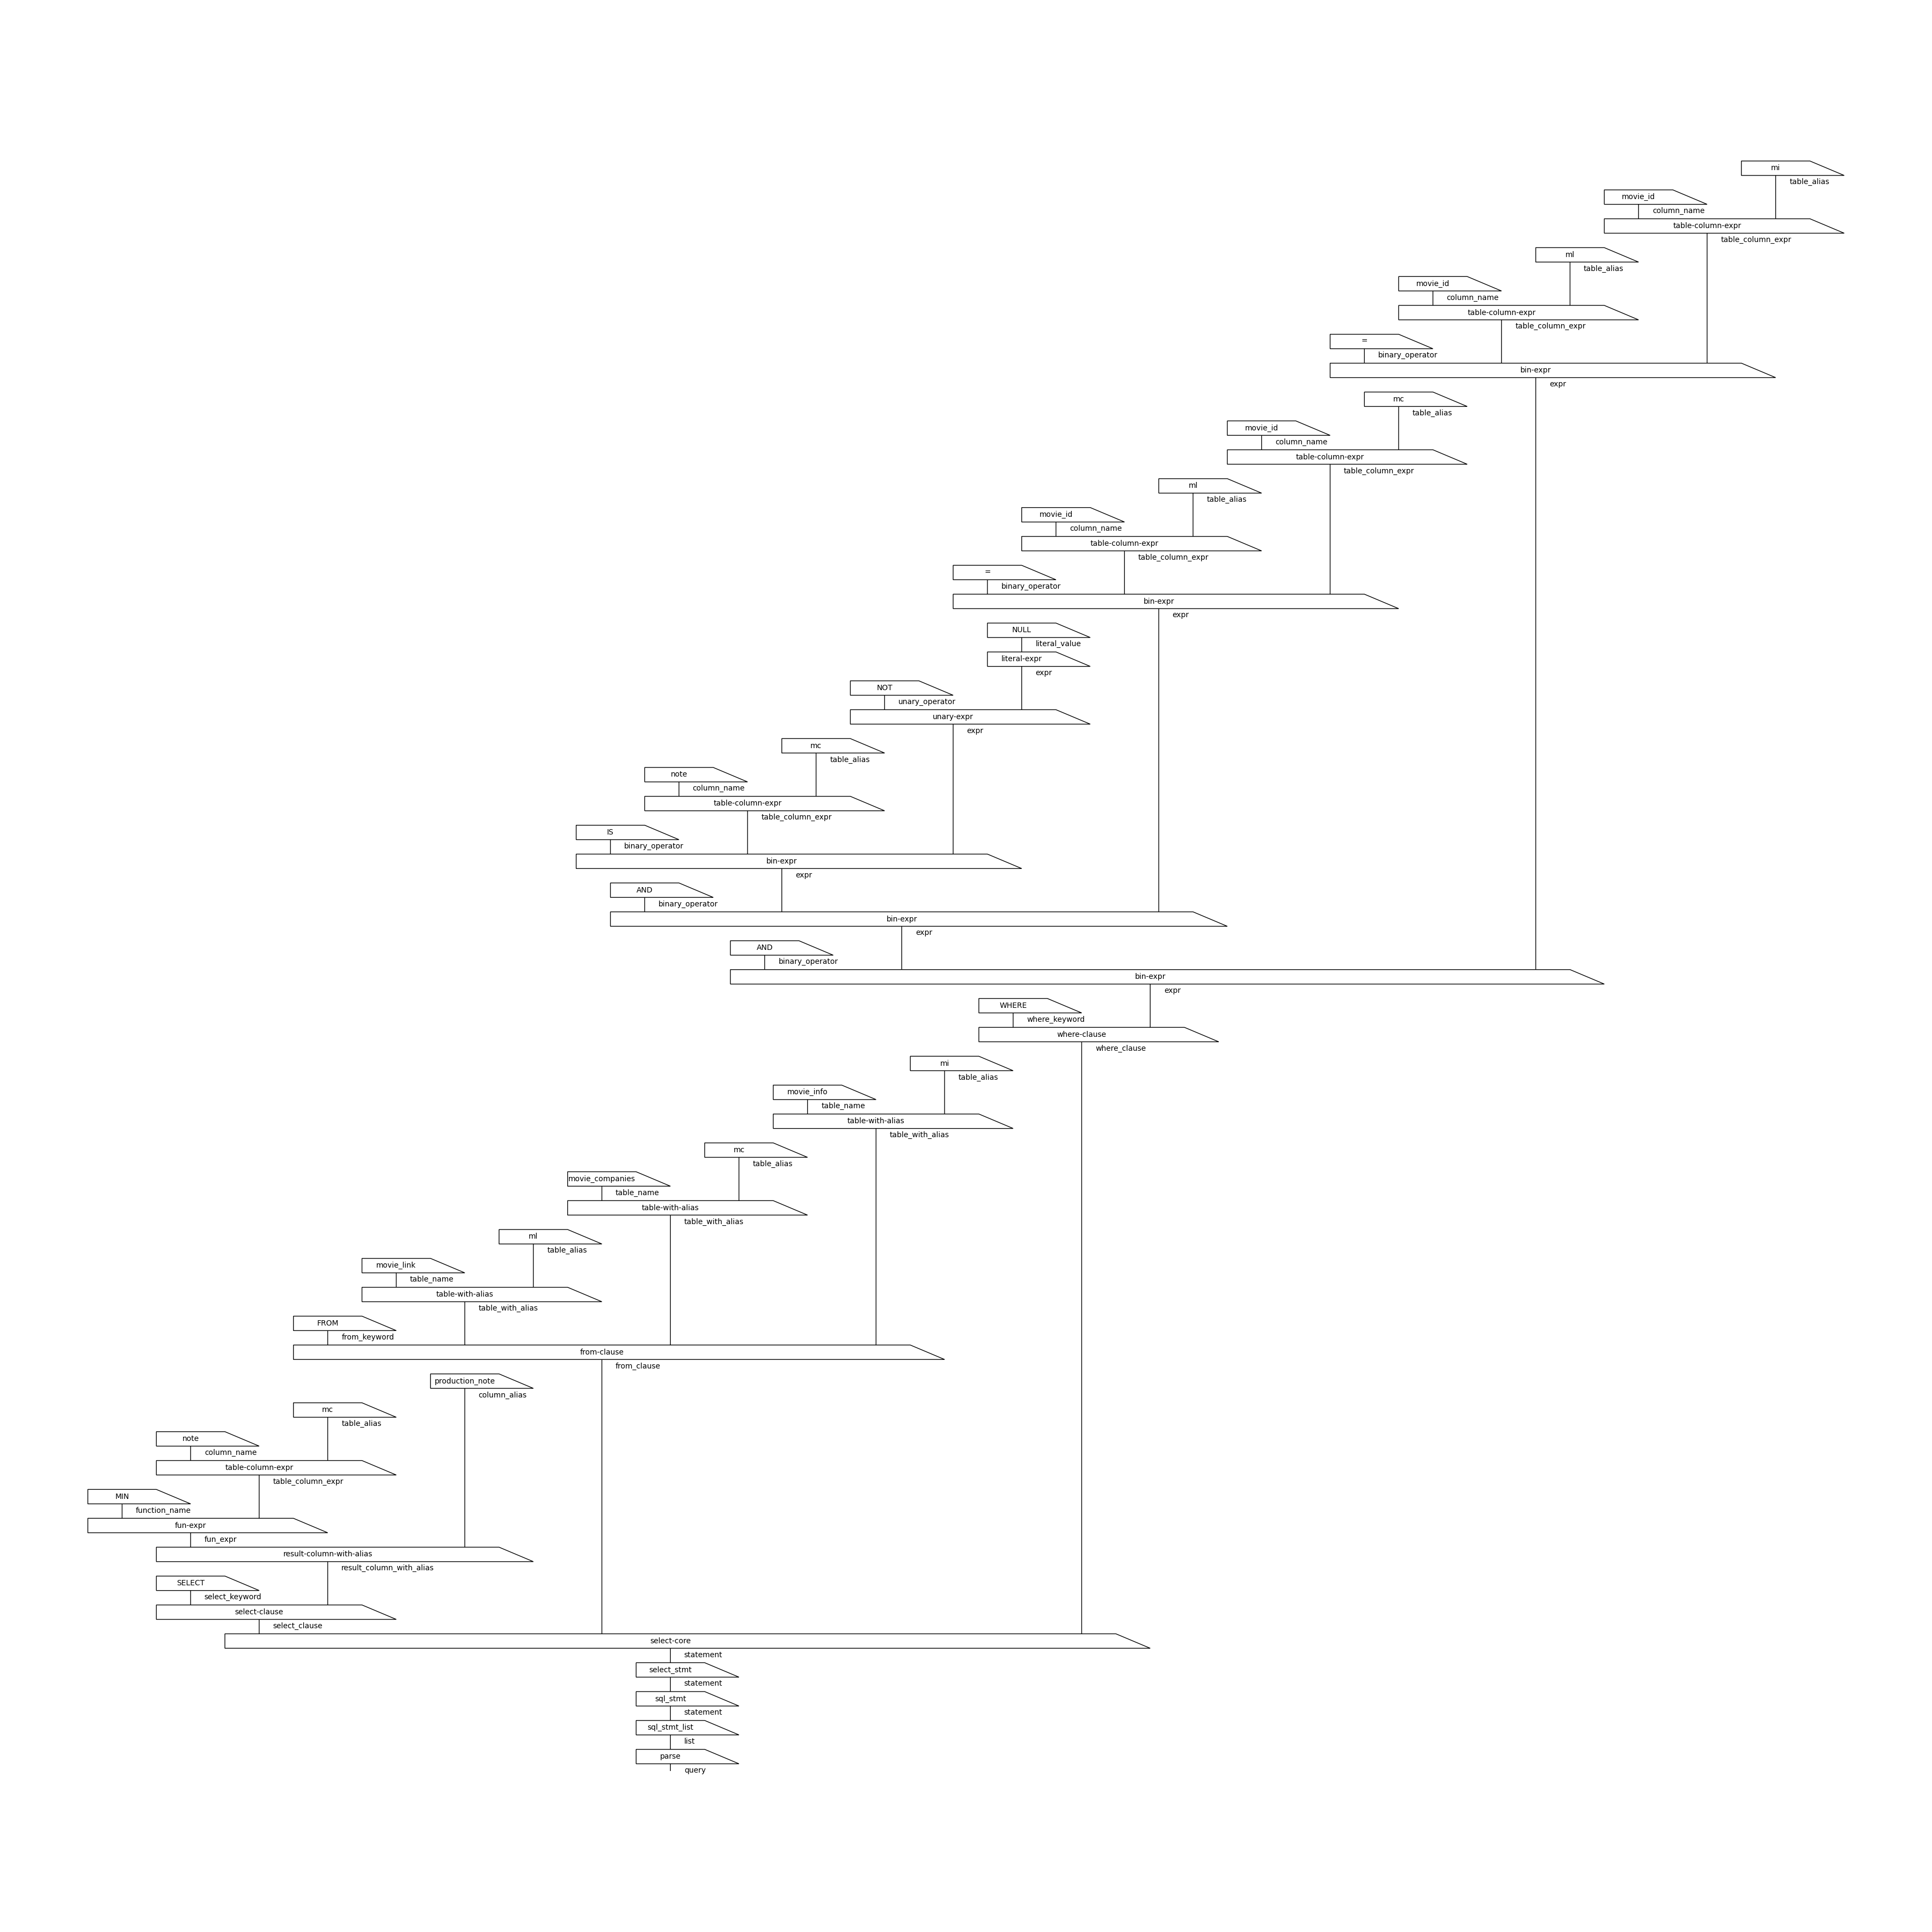 mi
table_alias
movie_id
column_name
table-column-expr
table_column_expr
ml
table_alias
movie_id
column_name
table-column-expr
table_column_expr
=
binary_operator
bin-expr
expr
mc
table_alias
movie_id
column_name
table-column-expr
table_column_expr
ml
table_alias
movie_id
column_name
table-column-expr
table_column_expr
=
binary_operator
bin-expr
expr
NULL
literal_value
literal-expr
expr
NOT
unary_operator
unary-expr
expr
mc
table_alias
note
column_name
table-column-expr
table_column_expr
IS
binary_operator
bin-expr
expr
AND
binary_operator
bin-expr
expr
AND
binary_operator
bin-expr
expr
WHERE
where_keyword
where-clause
where_clause
mi
table_alias
movie_info
table_name
table-with-alias
table_with_alias
mc
table_alias
movie_companies
table_name
table-with-alias
table_with_alias
ml
table_alias
movie_link
table_name
table-with-alias
table_with_alias
FROM
from_keyword
from-clause
from_clause
production_note
column_alias
mc
table_alias
note
column_name
table-column-expr
table_column_expr
MIN
function_name
fun-expr
fun_expr
result-column-with-alias
result_column_with_alias
SELECT
select_keyword
select-clause
select_clause
select-core
statement
select_stmt
statement
sql_stmt
statement
sql_stmt_list
list
parse
query